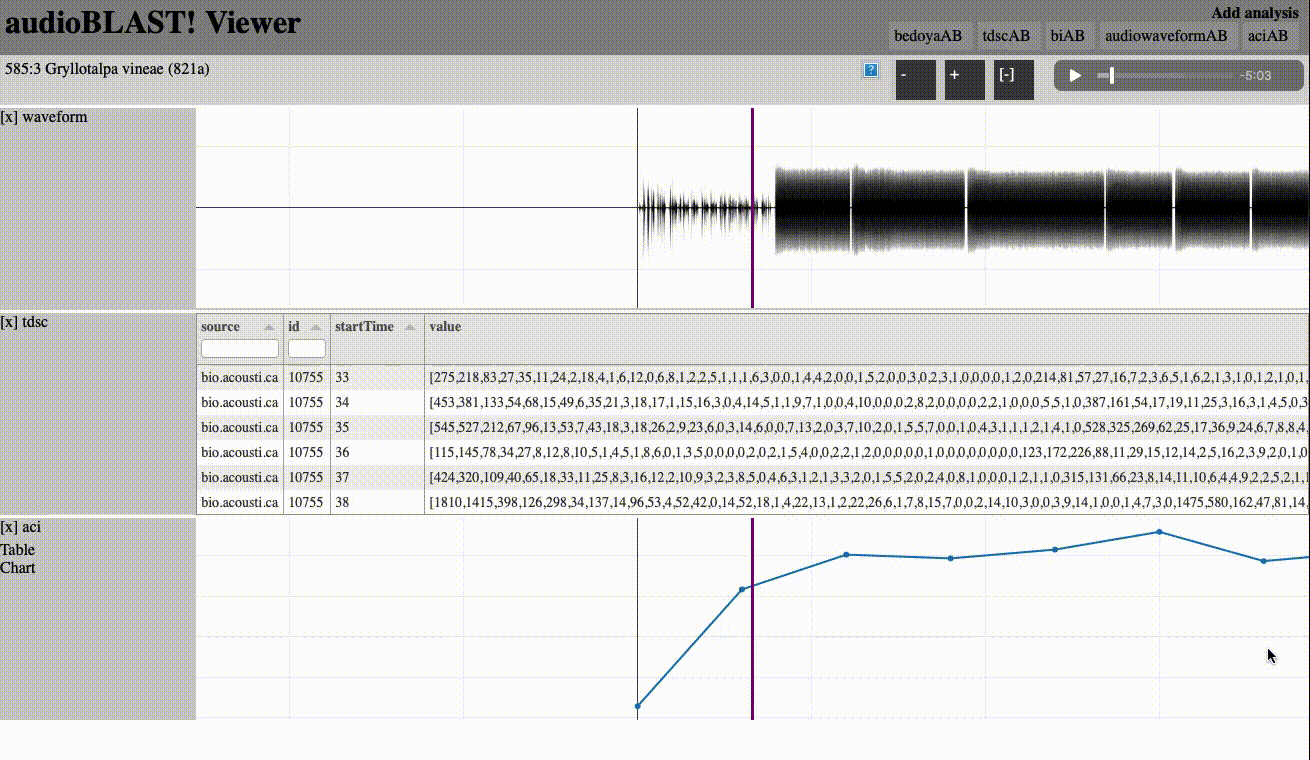 audioBLAST! Viewer
Add analysis
bedoyaAB tdscAB biAB audiowaveformAB aciAB
585:3 Gryllotalpa vineae (821a)
? - + [-] -5:03
[x] waveform
[x] tdsc
source id startTime value
bio.acousti.ca 10755 33 [275,218,83,27,35,11,24,2,18,4,1,6,12,0,6,8,1,2,2,5,1,1,1,6,3,0,0,1,4,4,2,0,0,1,5,2,0,0,3,0,2,3,1,0,0,0,0,1,2,0,214,81,57,27,16,7,2,3,6,5,1,6,2,1,3,1,0,1,2,1,0,1,
bio.acousti.ca 10755 34 [453,381,133,54,68,15,49,6,35,21,3,18,17,1,15,16,3,0,4,14,5,1,1,9,7,1,0,0,4,10,0,0,0,2,8,2,0,0,0,0,2,2,1,0,0,0,5,5,1,0,387,161,54,17,19,11,25,3,16,3,1,4,5,0,3
bio.acousti.ca 10755 35 [545,527,212,67,96,13,53,7,43,18,3,18,26,2,9,23,6,0,3,14,6,0,0,7,13,2,0,3,7,10,2,0,1,5,5,7,0,0,1,0,4,3,1,1,1,2,1,4,1,0,528,325,269,62,25,17,36,9,24,6,7,8,8,4,
bio.acousti.ca 10755 36 [115,145,78,34,27,8,12,8,10,5,1,4,5,1,8,6,0,1,3,5,0,0,0,0,2,0,2,1,5,4,0,0,2,2,1,2,0,0,0,0,0,1,0,0,0,0,0,0,0,0,123,172,226,88,11,29,15,12,14,2,5,16,2,3,9,2,0,1,0
bio.acousti.ca 10755 37 [424,320,109,40,65,18,33,11,25,8,3,16,12,2,10,9,3,2,3,8,5,0,4,6,3,1,2,3,3,1,5,5,2,0,2,4,0,8,1,0,0,0,1,2,1,1,0,315,131,66,23,8,14,11,10,6,4,4,9,2,2,5,2,1,1
bio.acousti.ca 10755 38 [1810,1415,398,126,298,34,137,14,96,53,4,52,42,0,14,52,18,1,4,22,13,1,2,22,26,6,1,7,8,15,7,0,0,2,14,10,3,0,0,3,9,14,1,0,0,1,4,7,3,0,1475,580,162,47,81,14,
[x] aci
Table
Chart